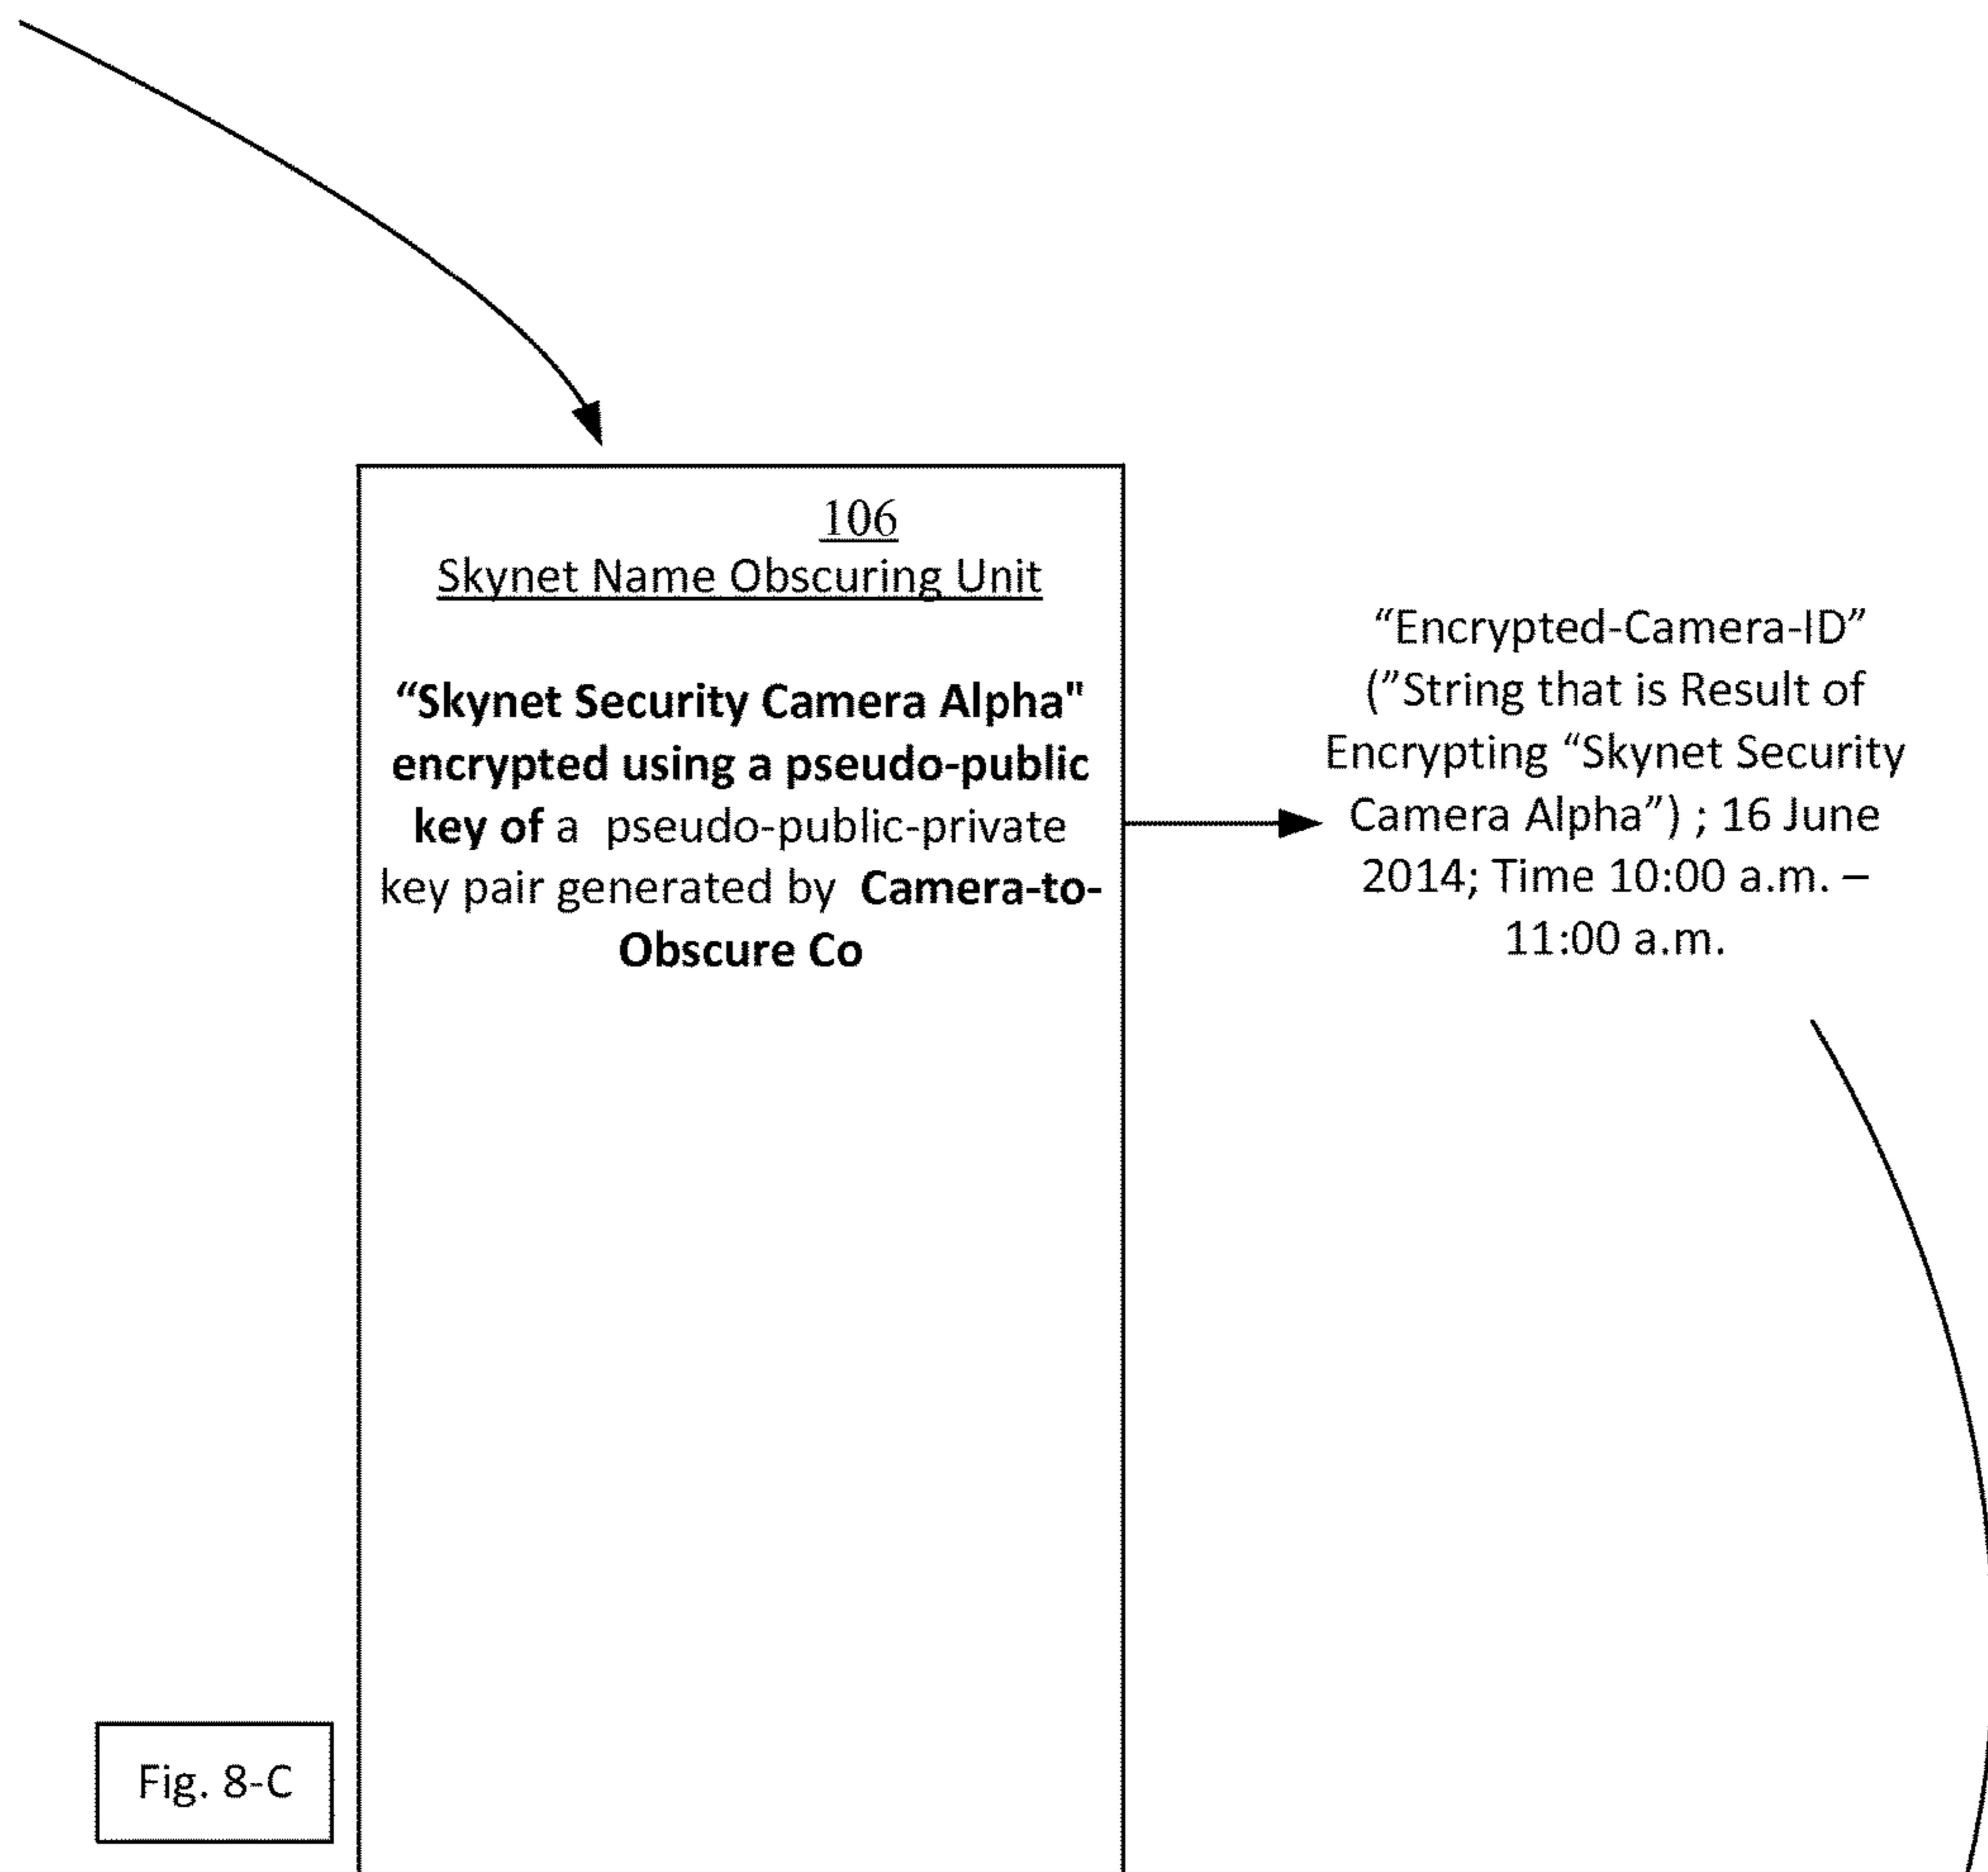 106
Skynet Name Obscuring Unit
“Skynet Security Camera Alpha"
encrypted using a pseudo-public
key of a pseudo-public-private
key pair generated by Camera-to-
Obscure Co
“Encrypted-Camera-ID”
(”String that is Result of
Encrypting “Skynet Security
Camera Alpha”) ; 16 June
2014; Time 10:00 a.m. –
11:00 a.m.
Fig. 8-C